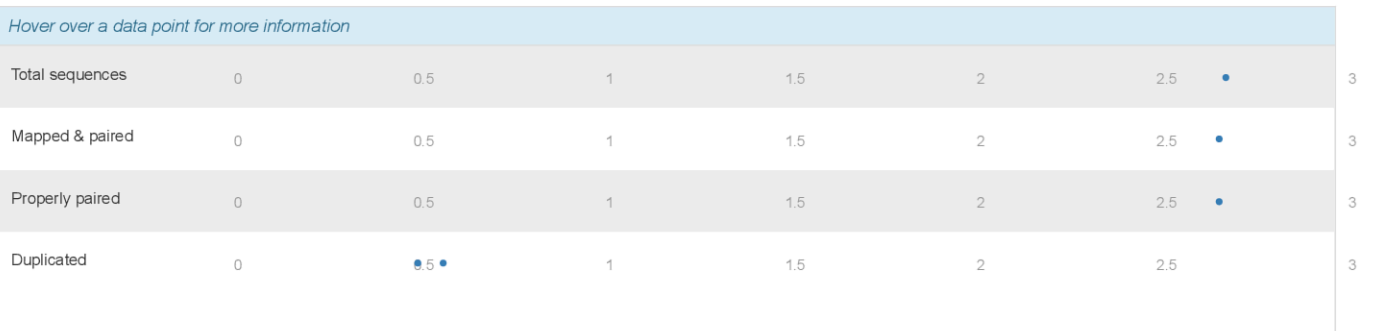 Hover over a data point for more information
Total sequences 0 0.5 1 1.5 2 2.5 3
Mapped & paired 0 0.5 1 1.5 2 2.5 3
Properly paired 0 0.5 1 1.5 2 2.5 3
Duplicated 0 0.5 1 1.5 2 2.5 3